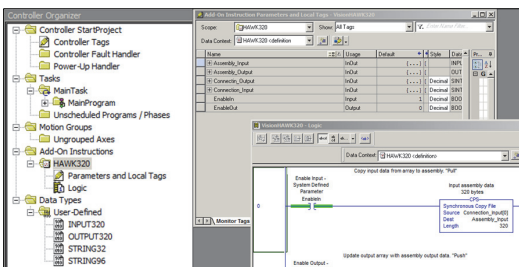 Controller Organizer
Controller StartProject
Controller Tags
Controller Fault Handler
Power-Up Handler
Tasks
MainTask
MainProgram
Unscheduled Programs / Phases
Motion Groups
Ungrouped Axes
Add-On Instructions
HAWK320
Parameters and Local Tags
Logic
Data Types
User-Defined
INPUT320
OUTPUT320
STRING32
STRING96
Add-On Instruction Parameters and Local Tags -
Scope: HAWK320 Show: All Tags
Data Context: HAWK320 <definition
Name Usage Default Style Data Pr...
Assembly_Input InOut {...} INPL
Assembly_Output InOut {...} OUT
Connectin_Output InOut {...} Decimal SINT
Connection_Input InOut {...} Decimal SINT
EnableIn Input 1 Decimal BOO
EnableOut Output 0 Decimal BOO
Monitor Tags
- Logic
Data Context: HAWK320 <definition>
Copy input data from array to assembly. "Pull"
Enable Input -
System Defined
Parameter
EnableIn
0
Input assembly data
320 bytes
CPS
Synchronous Copy File
Source Connection_Input[0]
Dest Assembly_Input
Length 320
Update output array with assembly output data. "Push"
Enable Output -